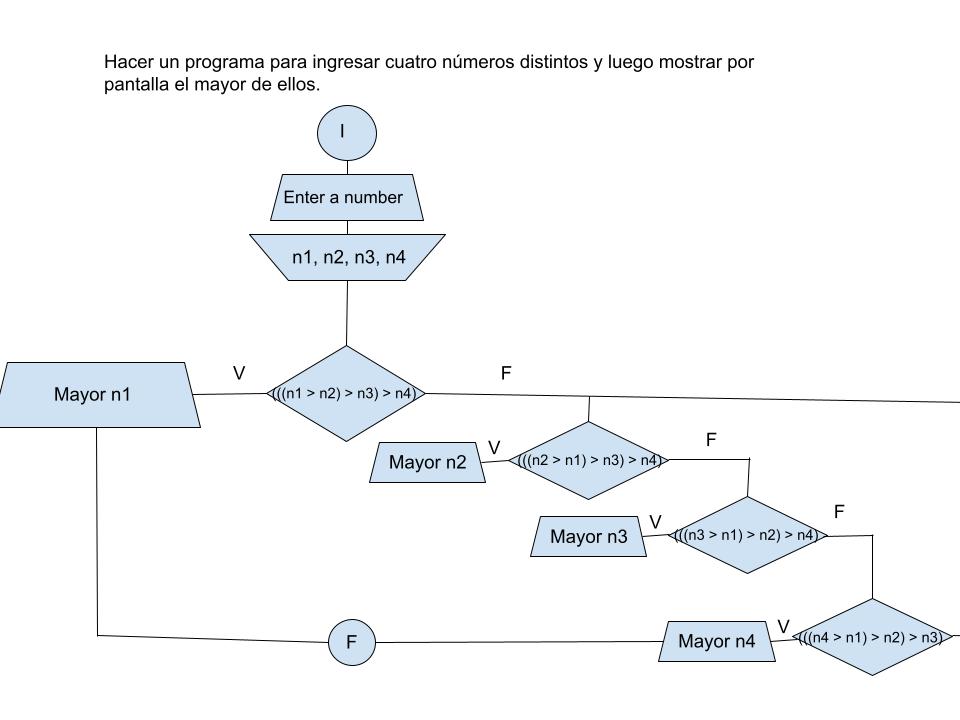 Hacer un programa para ingresar cuatro números distintos y luego mostrar por
pantalla el mayor de ellos.
I
Enter a number
n1, n2, n3, n4
V
F
Mayor n1
(((n1 > n2) > n3) > n4)
F
V
Mayor n2
(((n2 > n1) > n3) > n4)
F
V
Mayor n3
(((n3 > n1) > n2) > n4)
V
F
Mayor n4
(((n4 > n1) > n2) > n3)